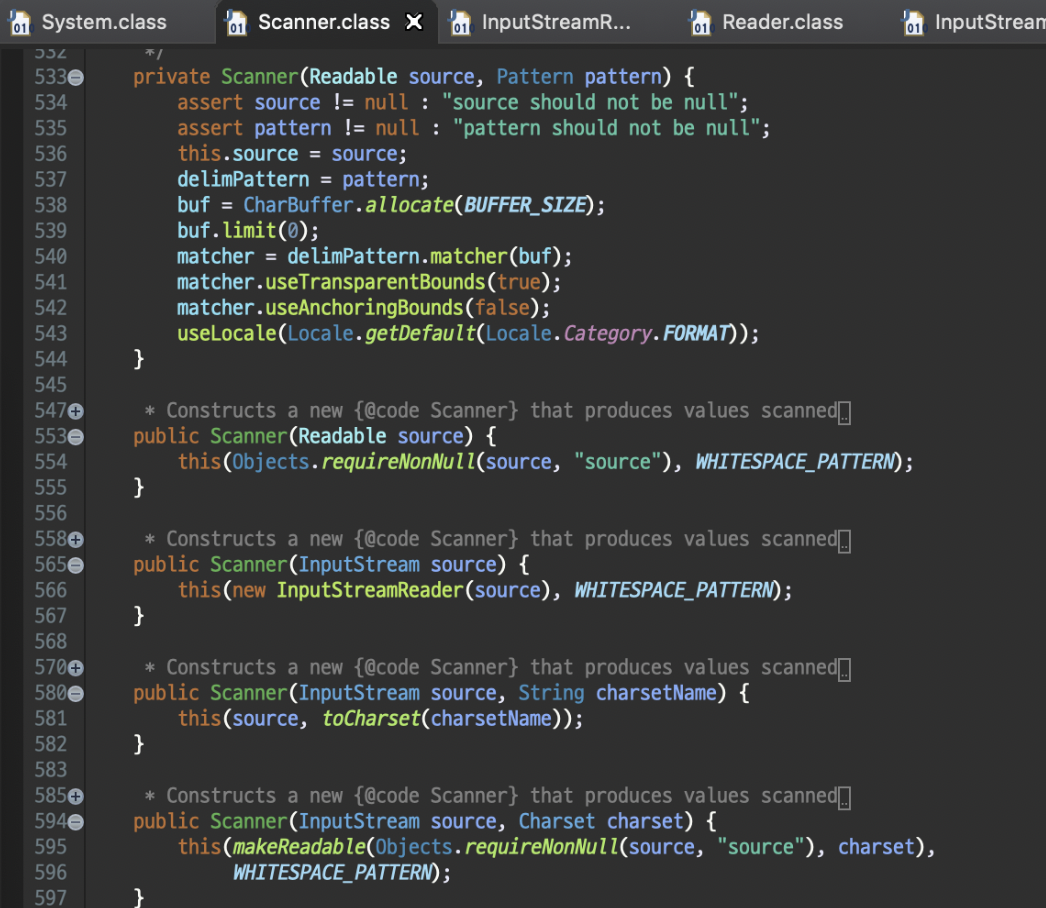 System.class Scanner.class InputStreamR... Reader.class InputStream
532 */
533 private Scanner(Readable source, Pattern pattern) {
534 assert source != null : "source should not be null";
535 assert pattern != null : "pattern should not be null";
536 this.source = source;
537 delimPattern = pattern;
538 buf = CharBuffer.allocate(BUFFER_SIZE);
539 buf.limit(0);
540 matcher = delimPattern.matcher(buf);
541 matcher.useTransparentBounds(true);
542 matcher.useAnchoringBounds(false);
543 useLocale(Locale.getDefault(Locale.Category.FORMAT));
544 }
545
547 * Constructs a new {@code Scanner} that produces values scanned
553 public Scanner(Readable source) {
554 this(Objects.requireNonNull(source, "source"), WHITESPACE_PATTERN);
555 }
556
558 * Constructs a new {@code Scanner} that produces values scanned
565 public Scanner(InputStream source) {
566 this(new InputStreamReader(source), WHITESPACE_PATTERN);
567 }
568
570 * Constructs a new {@code Scanner} that produces values scanned
580 public Scanner(InputStream source, String charsetName) {
581 this(source, toCharset(charsetName));
582 }
583
585 * Constructs a new {@code Scanner} that produces values scanned
594 public Scanner(InputStream source, Charset charset) {
595 this(makeReadable(Objects.requireNonNull(source, "source"), charset),
596 WHITESPACE_PATTERN);
597 }